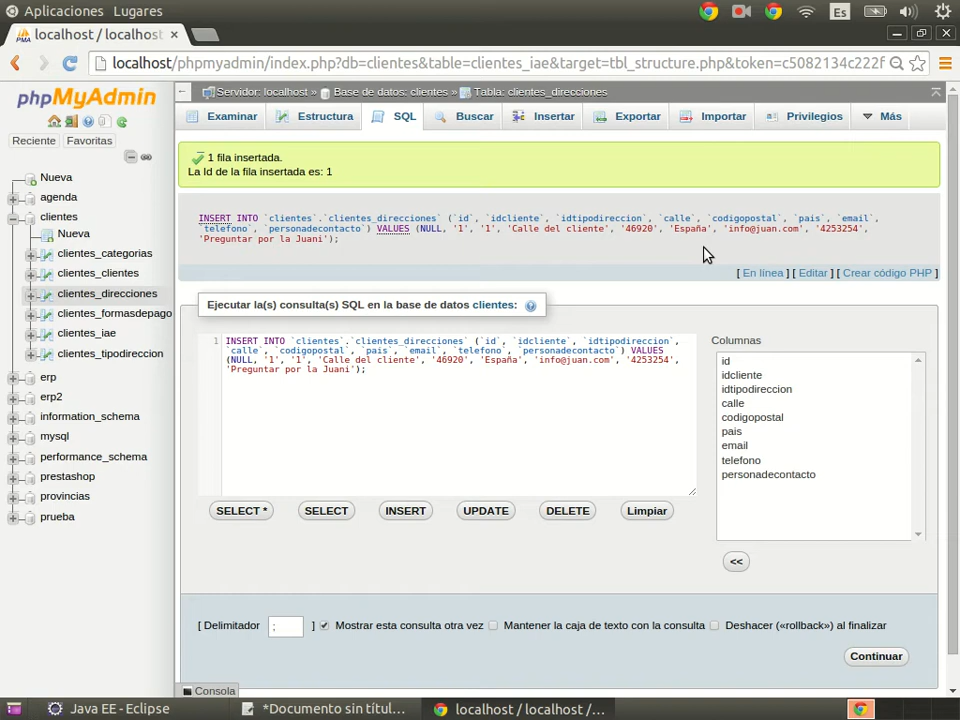 Aplicaciones Lugares
Es
localhost / localhost
localhost/phpmyadmin/index.php?db=clientes&table=clientes_iae&target=tbl_structure.php&token=c5082134c222f
phpMyAdmin
Servidor: localhost » Base de datos: clientes » Tabla: clientes_direcciones
Examinar Estructura SQL Buscar Insertar Exportar Importar Privilegios Más
Reciente Favoritas
Nueva
agenda
clientes
Nueva
clientes_categorias
clientes_clientes
clientes_direcciones
clientes_formasdepago
clientes_iae
clientes_tipodireccion
erp
erp2
information_schema
mysql
performance_schema
prestashop
provincias
prueba
1 fila insertada.
La Id de la fila insertada es: 1
INSERT INTO `clientes`.`clientes_direcciones` (`id`, `idcliente`, `idtipodireccion`, `calle`, `codigopostal`, `pais`, `email`,
`telefono`, `personadecontacto`) VALUES (NULL, '1', '1', 'Calle del cliente', '46920', 'España', 'info@juan.com', '4253254',
'Preguntar por la Juani');
[ En línea ] [ Editar ] [ Crear código PHP ]
Ejecutar la(s) consulta(s) SQL en la base de datos clientes:
1 INSERT INTO `clientes`.`clientes_direcciones` (`id`, `idcliente`, `idtipodireccion`,
`calle`, `codigopostal`, `pais`, `email`, `telefono`, `personadecontacto`) VALUES
(NULL, '1', '1', 'Calle del cliente', '46920', 'España', 'info@juan.com', '4253254',
'Preguntar por la Juani');
Columnas
id
idcliente
idtipodireccion
calle
codigopostal
pais
email
telefono
personadecontacto
SELECT * SELECT INSERT UPDATE DELETE Limpiar
<<
[ Delimitador ; ] Mostrar esta consulta otra vez Mantener la caja de texto con la consulta Deshacer («rollback») al finalizar
Continuar
Consola
Java EE - Eclipse *Documento sin títul... localhost / localhost /...